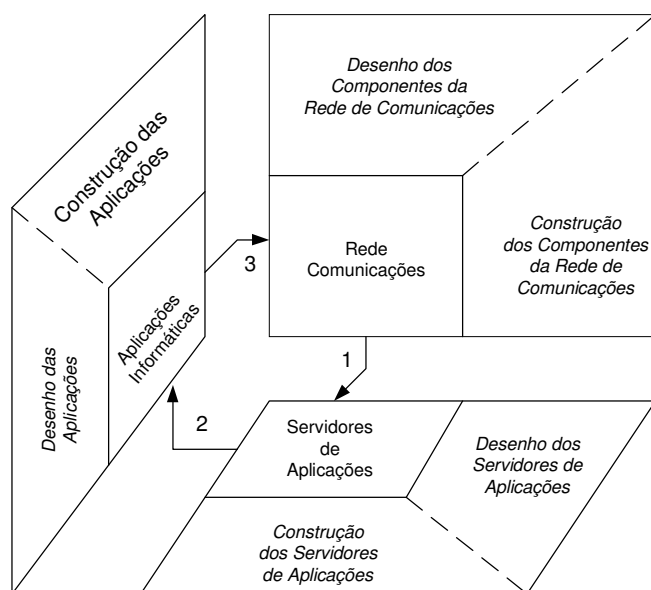 Construção das
Aplicações
Desenho das
Aplicações
Aplicações
Informáticas
Desenho dos
Componentes da
Rede de Comunicações
Rede
Comunicações
Construção
dos Componentes
da Rede de
Comunicações
3
1
2
Servidores
de
Aplicações
Desenho dos
Servidores de
Aplicações
Construção
dos Servidores
de Aplicações